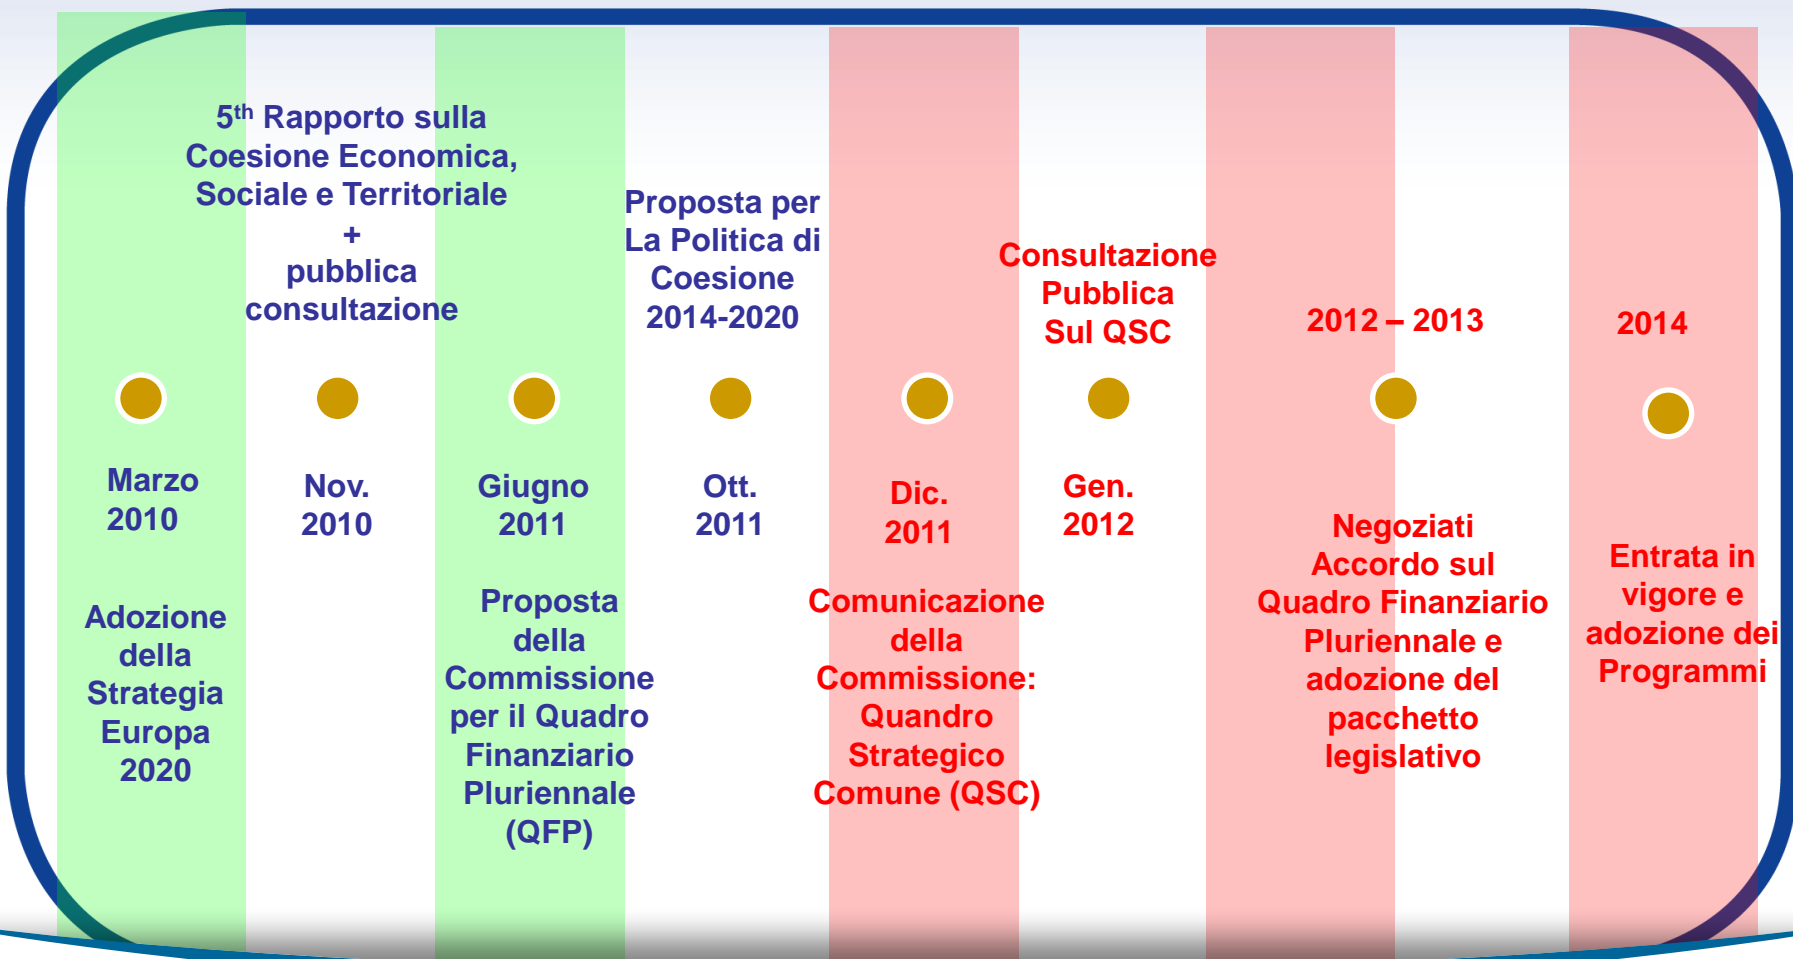 5th Rapporto sulla
Coesione Economica,
Sociale e Territoriale
+
pubblica
consultazione
Proposta per
La Politica di
Coesione
2014-2020
Consultazione
Pubblica
Sul QSC
2012 – 2013
2014
Marzo
2010
Nov.
2010
Giugno
2011
Ott.
2011
Dic.
2011
Gen.
2012
Adozione
della
Strategia
Europa
2020
Proposta
della
Commissione
per il Quadro
Finanziario
Pluriennale
(QFP)
Comunicazione
della
Commissione:
Quandro
Strategico
Comune (QSC)
Negoziati
Accordo sul
Quadro Finanziario
Pluriennale e
adozione del
pacchetto
legislativo
Entrata in
vigore e
adozione dei
Programmi